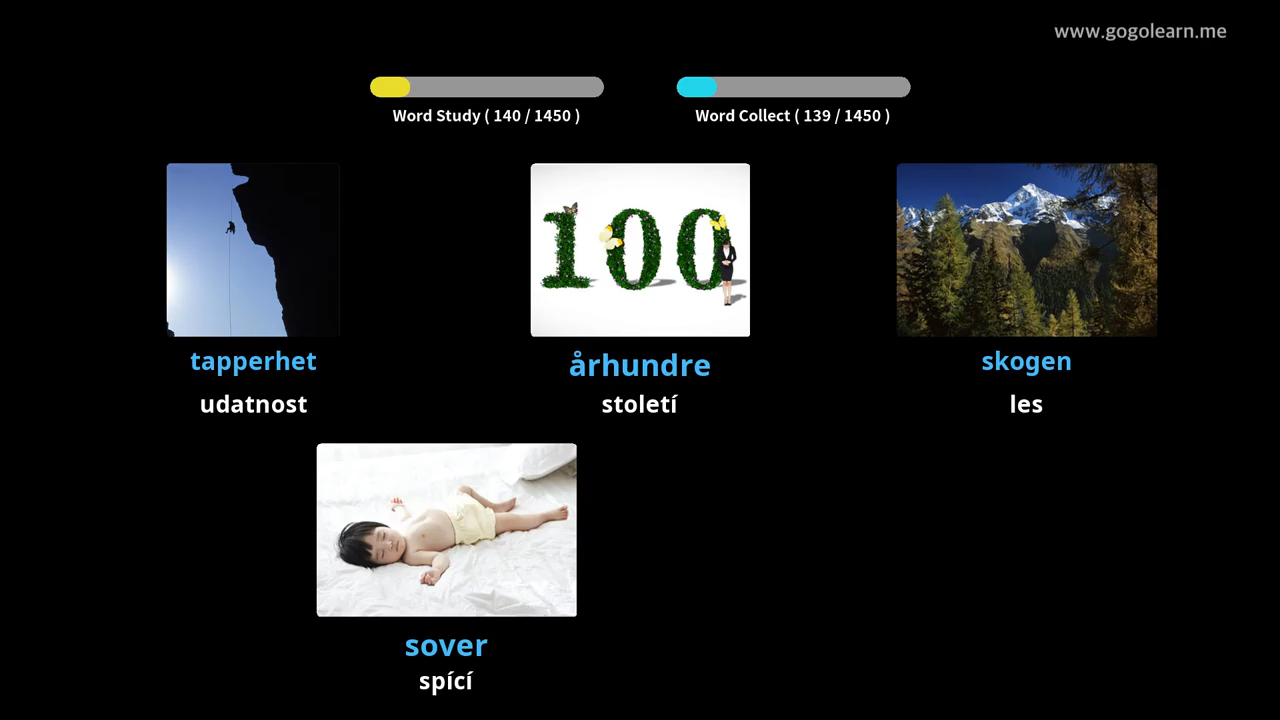 www.gogolearn.me
Word Study ( 140 / 1450 )
Word Collect ( 139 / 1450 )
100
tapperhet
århundre
skogen
udatnost
století
les
sover
spící